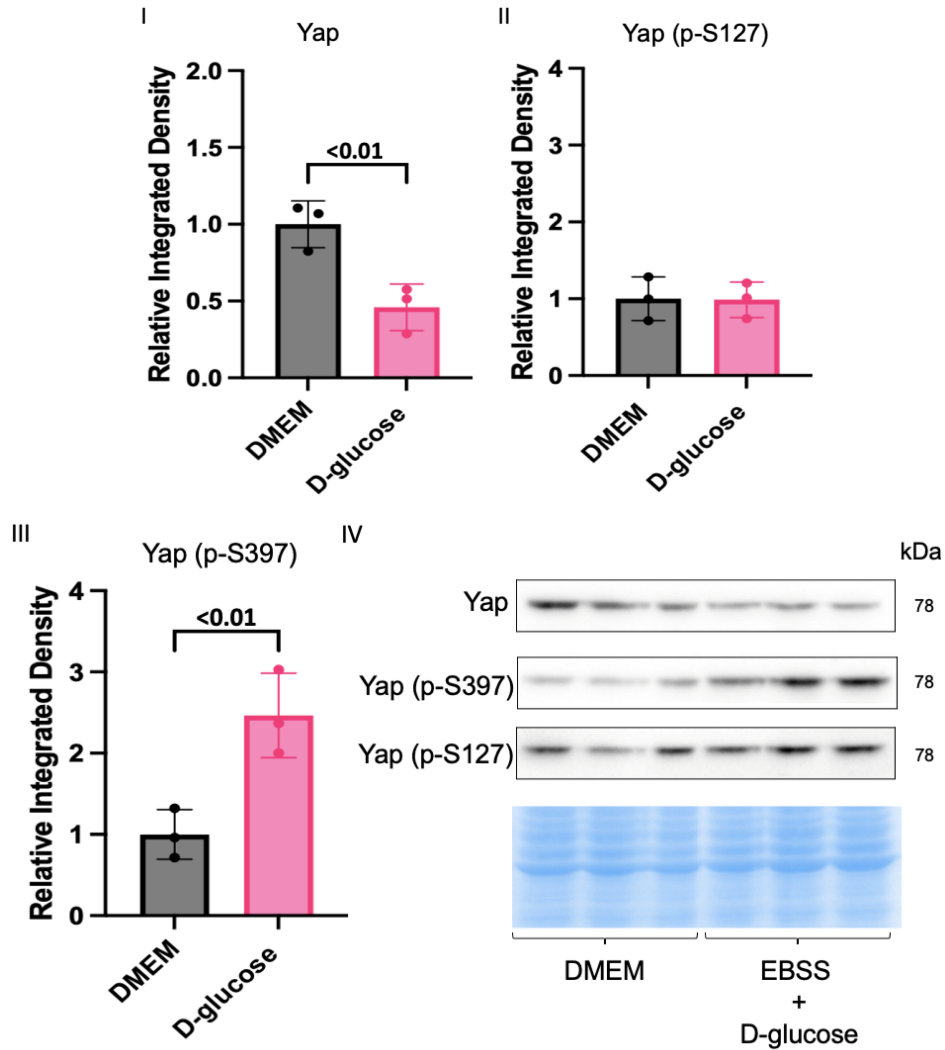 I
Yap
Relative Integrated Density
2.0
1.5
1.0
0.5
0.0
<0.01
DMEM
D-glucose
II
Yap (p-S127)
Relative Integrated Density
4
3
2
1
0
DMEM
D-glucose
III
Yap (p-S397)
Relative Integrated Density
4
3
2
1
0
<0.01
DMEM
D-glucose
IV
kDa
Yap
78
Yap (p-S397)
78
Yap (p-S127)
78
DMEM
EBSS
+
D-glucose